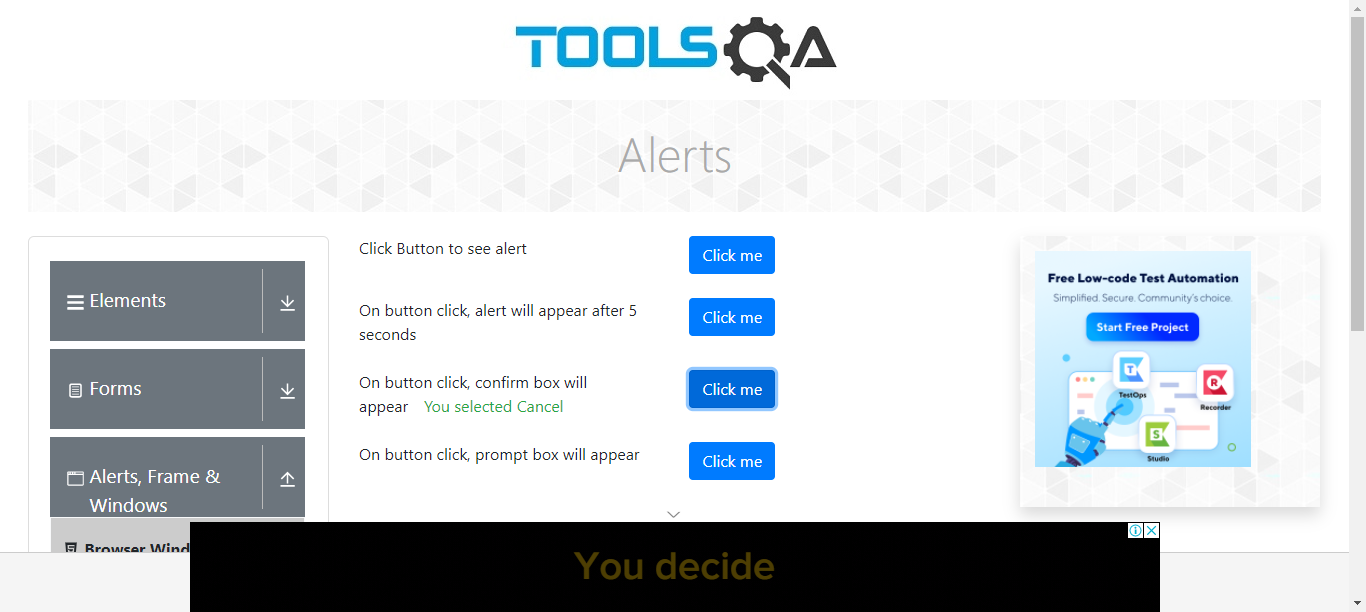 TOOLSQA
Alerts
Elements
Forms
Alerts, Frame &
Windows
Click Button to see alert
Click me
On button click, alert will appear after 5
seconds
Click me
On button click, confirm box will
appear You selected Cancel
Click me
On button click, prompt box will appear
Click me
Free Low-code Test Automation
Simplified. Secure. Community's choice.
Start Free Project
T
TestOps
R
Recorder
S
Studio
You decide